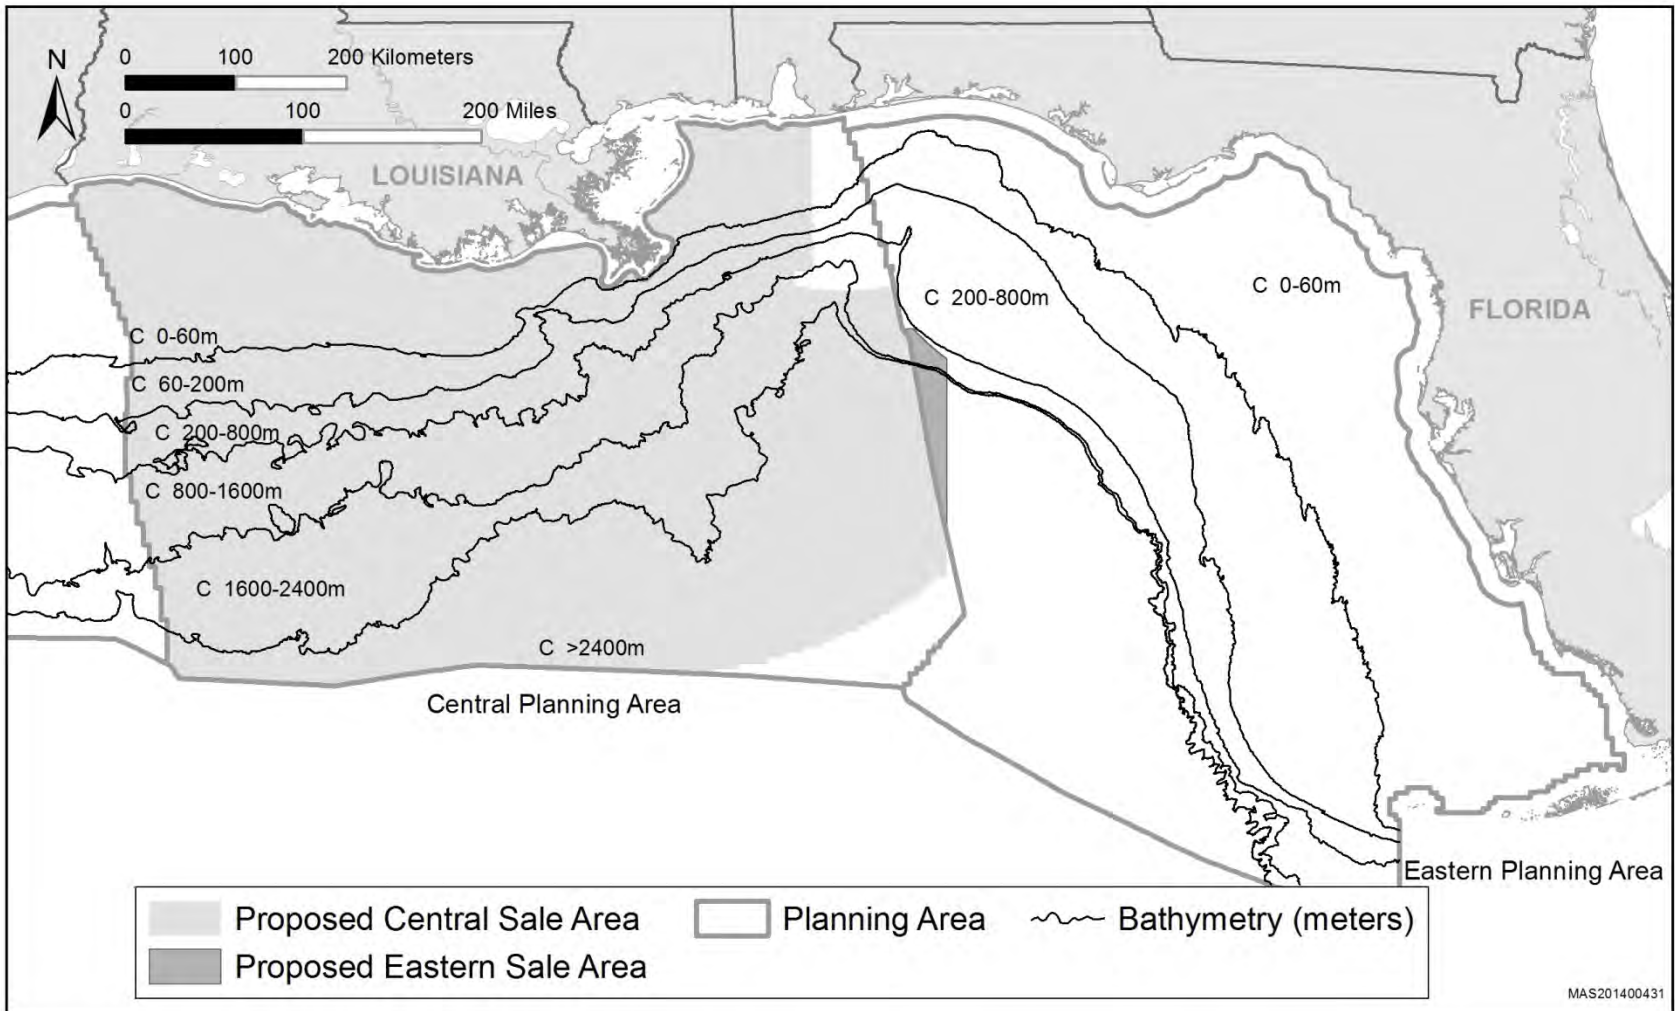 N
0 100 200 Kilometers
0 100 200 Miles
LOUISIANA
FLORIDA
C 200-800m
C 0-60m
C 0-60m
C 60-200m
C 200-800m
C 800-1600m
C 1600-2400m
C >2400m
Central Planning Area
Eastern Planning Area
Proposed Central Sale Area
Planning Area
Bathymetry (meters)
Proposed Eastern Sale Area
MAS201400431